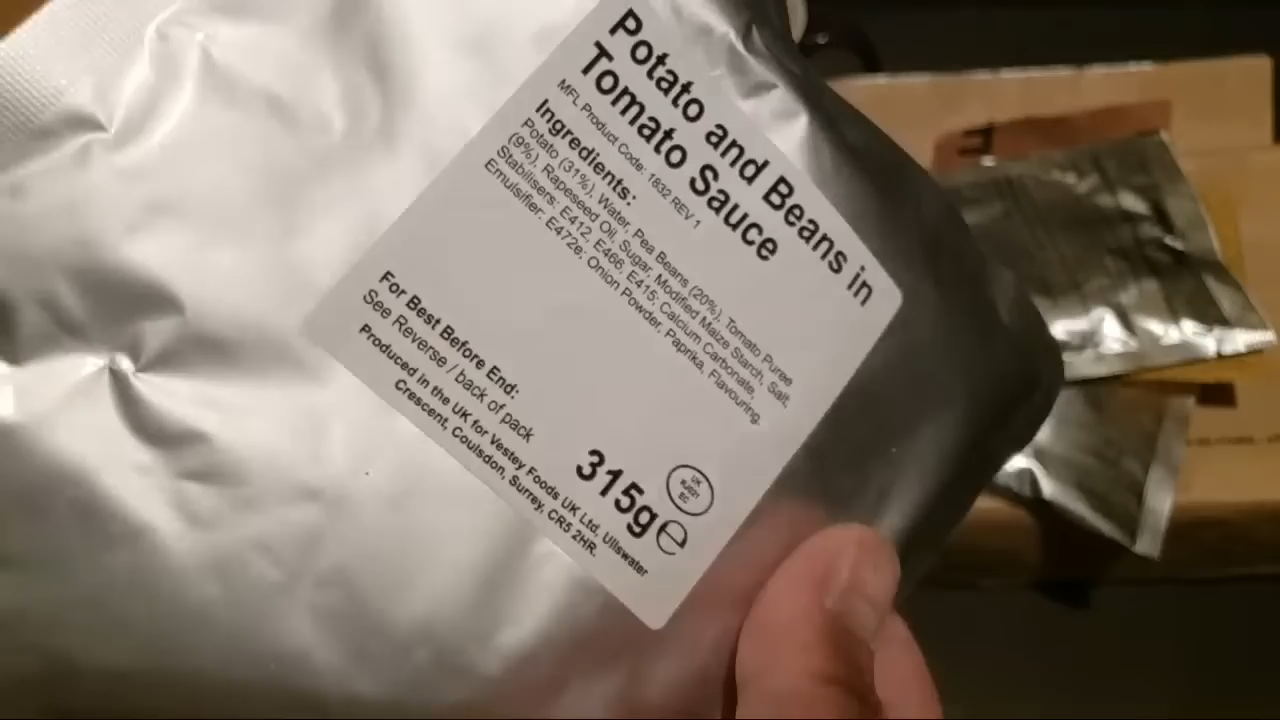 Potato and Beans in
Tomato Sauce
MFL Product Code: 1832 REV 1
Ingredients:
Potato (31%), Water, Pea Beans (20%), Tomato Puree
(9%), Rapeseed Oil, Sugar, Modified Maize Starch, Salt,
Stabilisers: E412, E466, E415; Calcium Carbonate,
Emulsifier: E472e; Onion Powder, Paprika, Flavouring.
For Best Before End:
See Reverse / back of pack
315g e
UK
EC
Produced in the UK for Vestey Foods UK Ltd, Ullswater
Crescent, Coulsdon, Surrey, CR5 2HR.